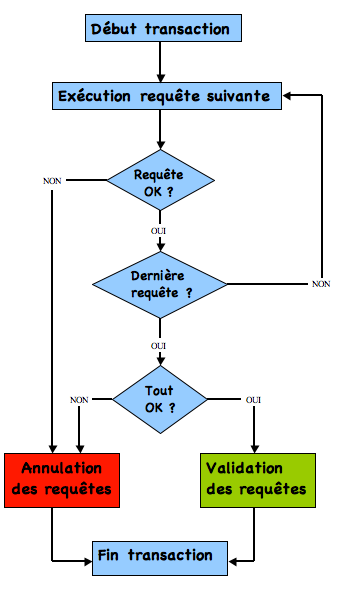 Début transaction
Exécution requête suivante
Requête
OK ?
NON
OUI
Dernière
requête ?
NON
OUI
Tout
OK ?
NON
OUI
Annulation
des requêtes
Validation
des requêtes
Fin transaction